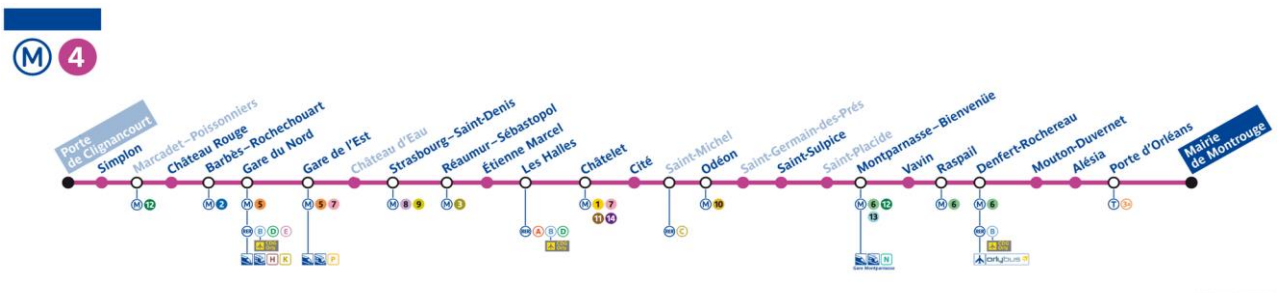 M 4
Porte
de Clignancourt
Simplon
Marcadet–Poissonniers
Château Rouge
Barbès–Rochechouart
Gare du Nord
Gare de l'Est
Château d'Eau
Strasbourg–Saint-Denis
Réaumur–Sébastopol
Étienne Marcel
Les Halles
Châtelet
Cité
Saint-Michel
Odéon
Saint-Germain-des-Prés
Saint-Sulpice
Saint-Placide
Montparnasse–Bienvenüe
Vavin
Raspail
Denfert-Rochereau
Mouton-Duvernet
Alésia
Porte d'Orléans
Mairie
de Montrouge
M 12
M 2
M 5
RER B D E
H K
M 5 7
P
M 8 9
M 3
RER A B D
M 1 7
11 14
RER C
M 10
M 6 12
13
N
Gare Montparnasse
M 6
M 6
RER B
orlybus
T 3a